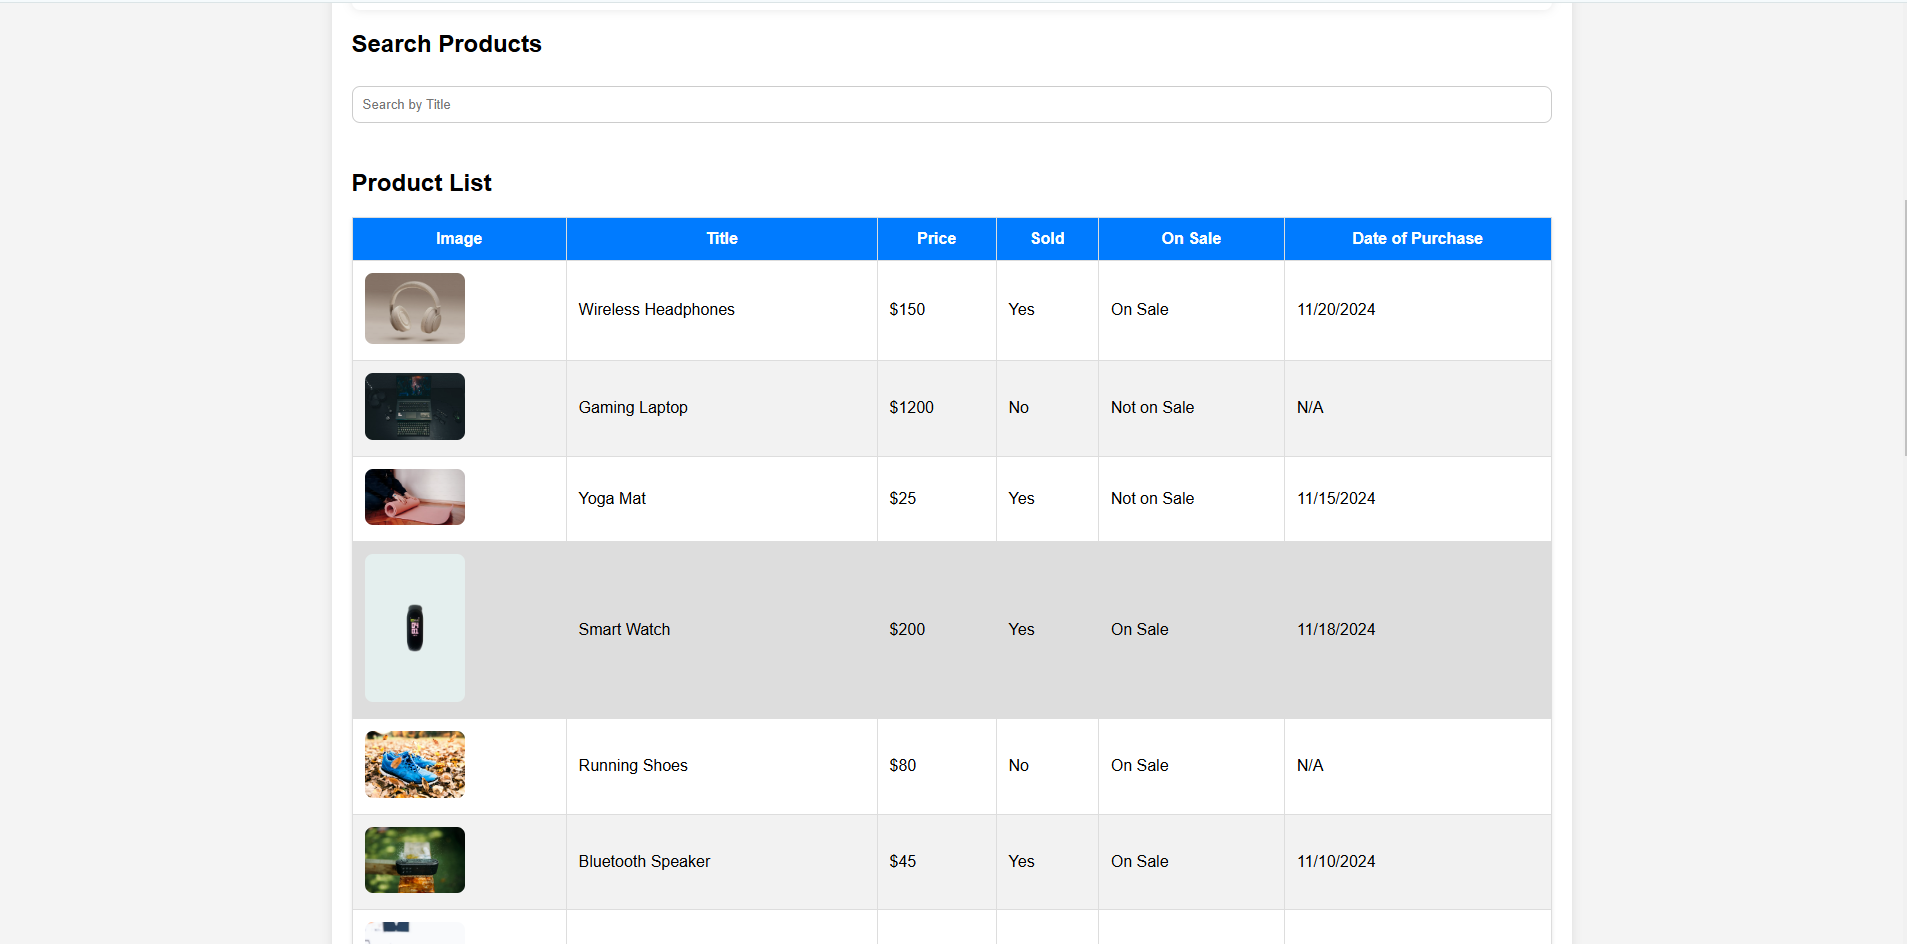 Search Products
Search by Title
Product List
Image Title Price Sold On Sale Date of Purchase
Wireless Headphones $150 Yes On Sale 11/20/2024
Gaming Laptop $1200 No Not on Sale N/A
Yoga Mat $25 Yes Not on Sale 11/15/2024
Smart Watch $200 Yes On Sale 11/18/2024
Running Shoes $80 No On Sale N/A
Bluetooth Speaker $45 Yes On Sale 11/10/2024